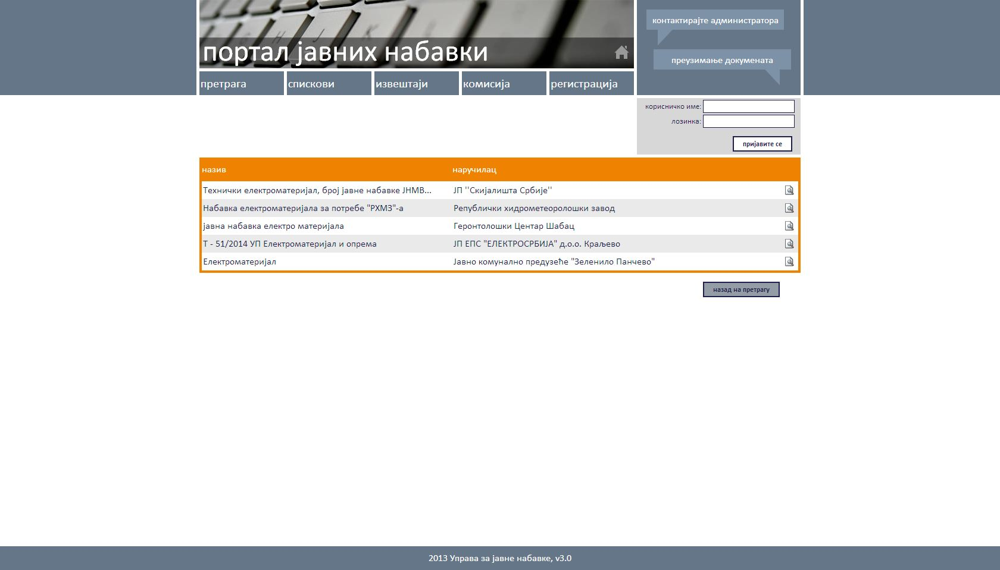 портал јавних набавки
контактирајте администратора
преузимање докумената
претрага
спискови
извештаји
комисија
регистрација
корисничко име:
лозинка:
пријавите се
назив наручилац
Технички електроматеријал, број јавне набавке ЈНМВ... ЈП ''Скијалишта Србије''
Набавка електроматеријала за потребе "РХМЗ"-а Републички хидрометеоролошки завод
јавна набавка електро материјала Геронтолошки Центар Шабац
Т - 51/2014 УП Електроматеријал и опрема ЈП ЕПС "ЕЛЕКТРОСРБИЈА" д.о.о. Краљево
Електроматеријал Јавно комунално предузеће "Зеленило Панчево"
назад на претрагу
2013 Управа за јавне набавке, v3.0